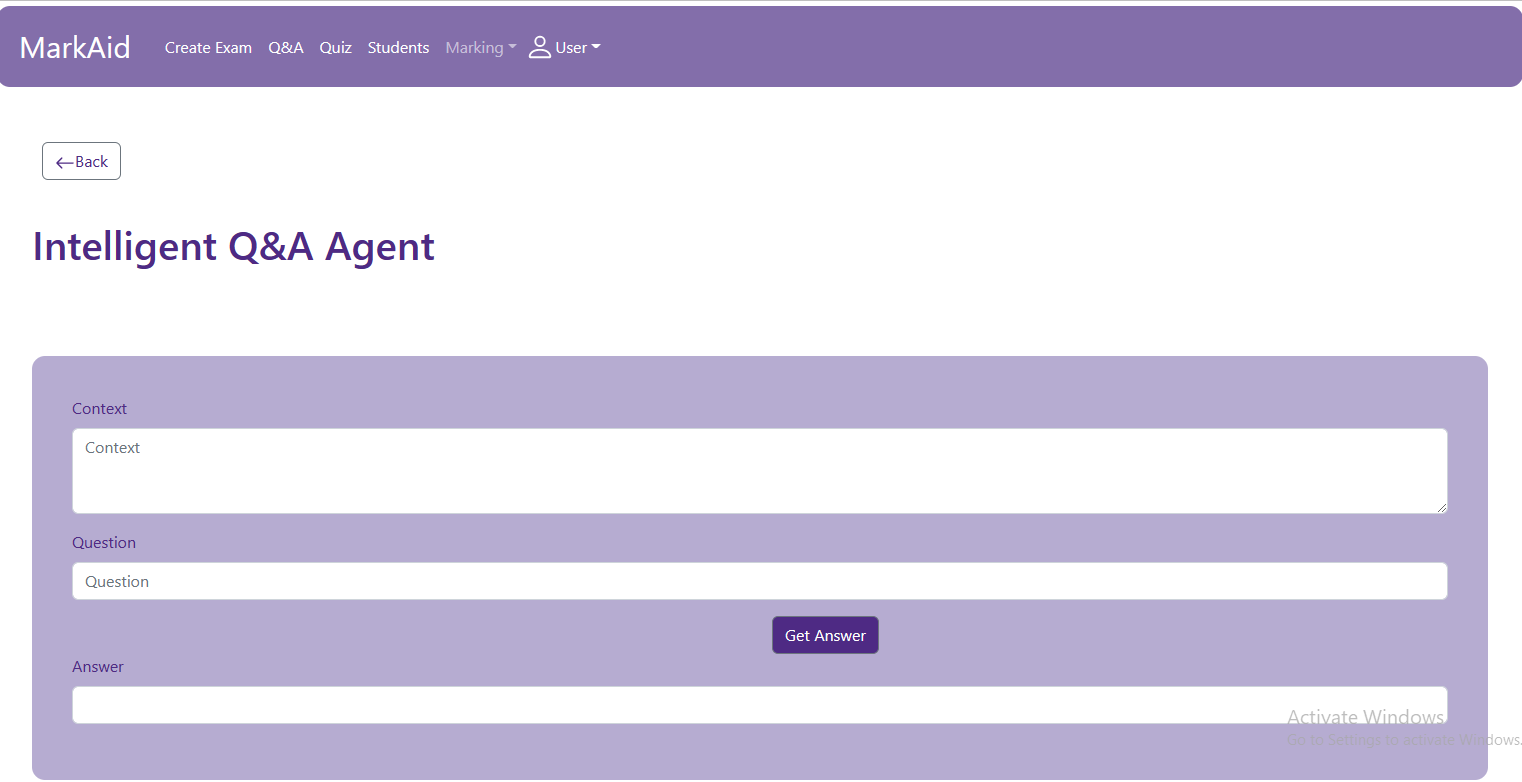 MarkAid Create Exam Q&A Quiz Students Marking User
Back
Intelligent Q&A Agent
Context
Context
Question
Question
Get Answer
Answer
Activate Windows
Go to Settings to activate Windows.